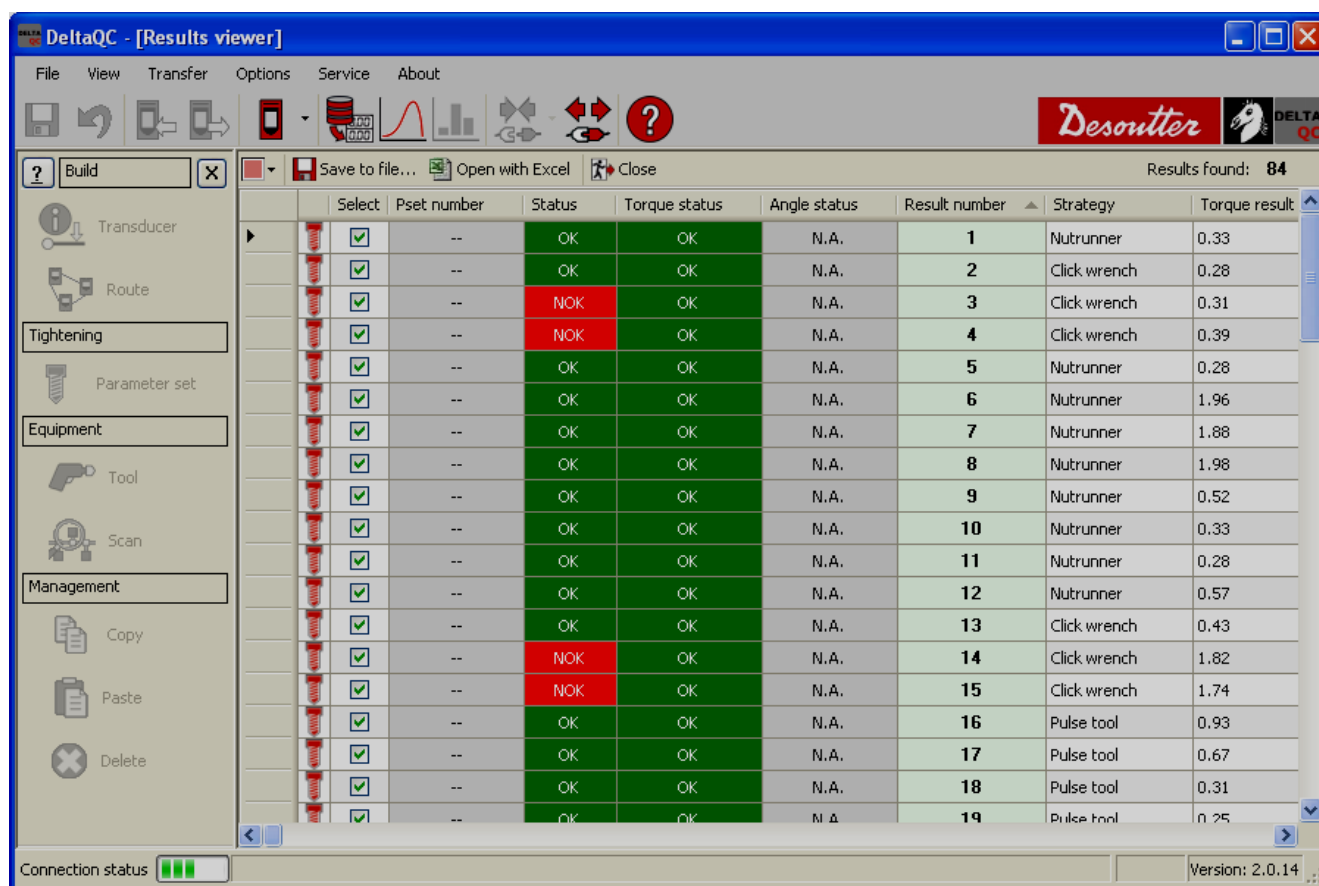 DeltaQC - [Results viewer]
File View Transfer Options Service About
Desoutter DELTA QC
? Build X Save to file... Open with Excel Close Results found: 84
Select Pset number Status Torque status Angle status Result number Strategy Torque result
Transducer
Route
Tightening
Parameter set
Equipment
Tool
Scan
Management
Copy
Paste
Delete
-- OK OK N.A. 1 Nutrunner 0.33
-- OK OK N.A. 2 Click wrench 0.28
-- NOK OK N.A. 3 Click wrench 0.31
-- NOK OK N.A. 4 Click wrench 0.39
-- OK OK N.A. 5 Nutrunner 0.28
-- OK OK N.A. 6 Nutrunner 1.96
-- OK OK N.A. 7 Nutrunner 1.88
-- OK OK N.A. 8 Nutrunner 1.98
-- OK OK N.A. 9 Nutrunner 0.52
-- OK OK N.A. 10 Nutrunner 0.33
-- OK OK N.A. 11 Nutrunner 0.28
-- OK OK N.A. 12 Nutrunner 0.57
-- OK OK N.A. 13 Click wrench 0.43
-- NOK OK N.A. 14 Click wrench 1.82
-- NOK OK N.A. 15 Click wrench 1.74
-- OK OK N.A. 16 Pulse tool 0.93
-- OK OK N.A. 17 Pulse tool 0.67
-- OK OK N.A. 18 Pulse tool 0.31
-- OK OK N.A. 19 Pulse tool 0.25
Connection status Version: 2.0.14